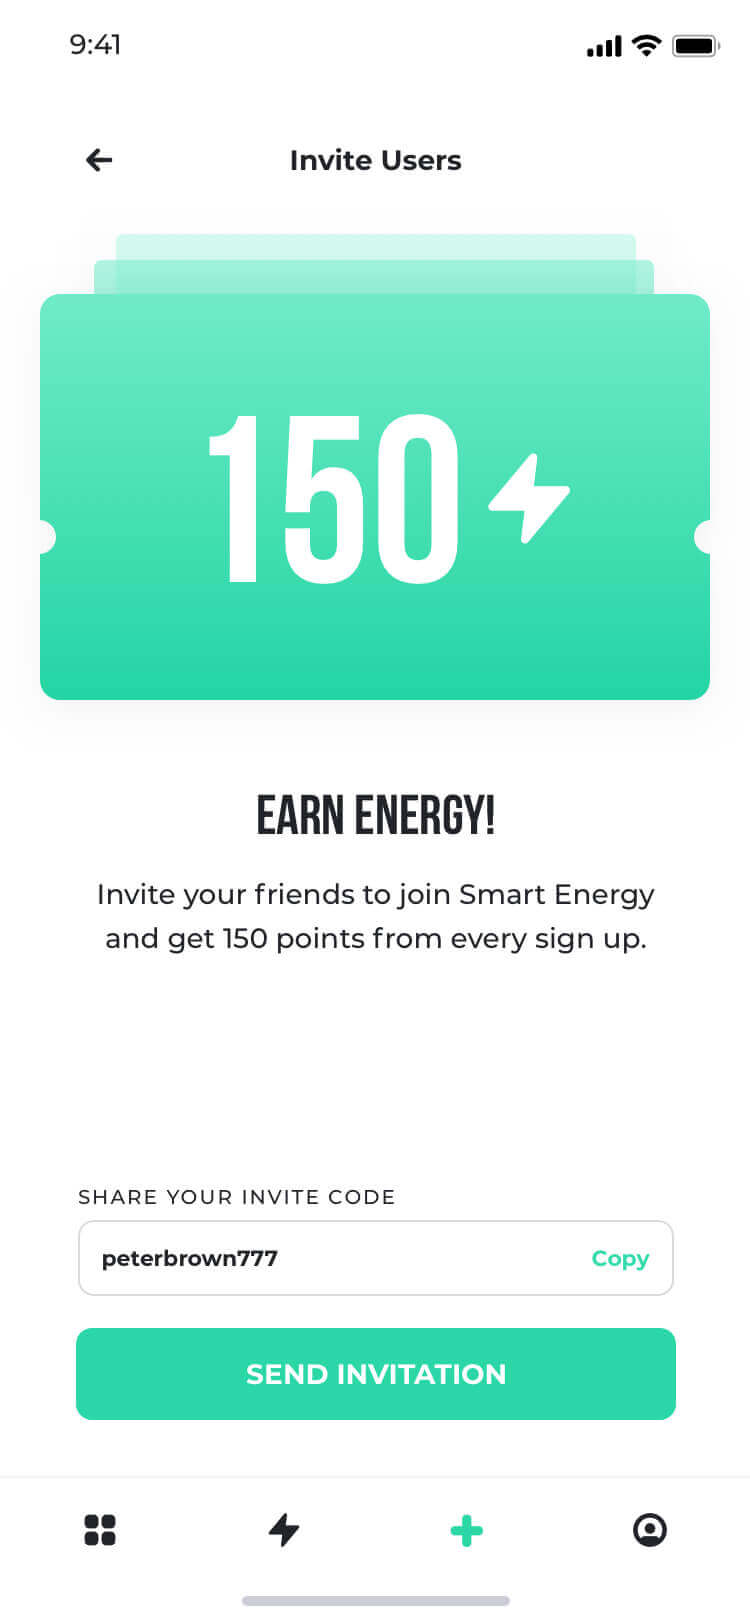 9:41
Invite Users
150
EARN ENERGY!
Invite your friends to join Smart Energy
and get 150 points from every sign up.
SHARE YOUR INVITE CODE
peterbrown777
Copy
SEND INVITATION